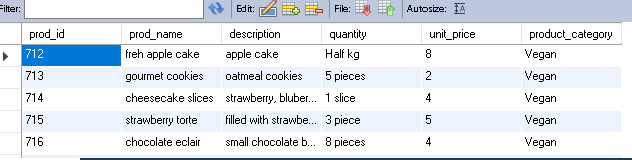 Filter: Edit: File: Autosize:
prod_id prod_name description quantity unit_price product_category
712 freh apple cake apple cake Half kg 8 Vegan
713 gourmet cookies oatmeal cookies 5 pieces 2 Vegan
714 cheesecake slices strawberry, bluber... 1 slice 4 Vegan
715 strawberry torte filled with strawbe... 3 piece 5 Vegan
716 chocolate eclair small chocolate b... 8 pieces 4 Vegan